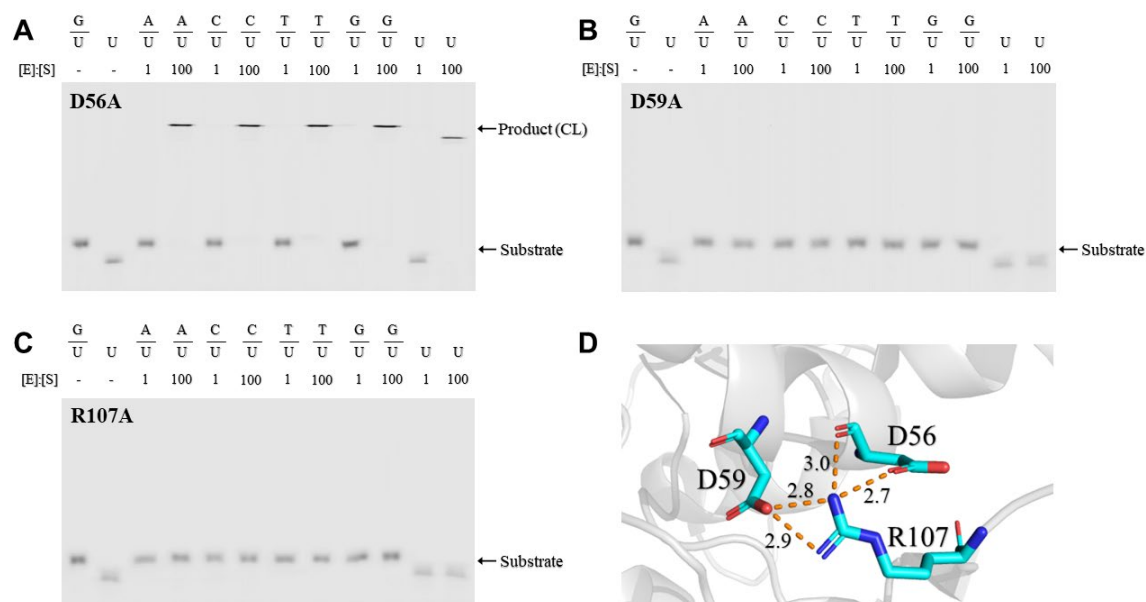 A
G A A C C T T G G
U U U U U U U U U U U U
[E]:[S] - - 1 100 1 100 1 100 1 100 1 100
D56A
←Product (CL)
←Substrate
B
G A A C C T T G G
U U U U U U U U U U U U
[E]:[S] - - 1 100 1 100 1 100 1 100 1 100
D59A
←Substrate
C
G A A C C T T G G
U U U U U U U U U U U U
[E]:[S] - - 1 100 1 100 1 100 1 100 1 100
R107A
←Substrate
D
D56
3.0
D59
2.8
2.7
2.9
R107